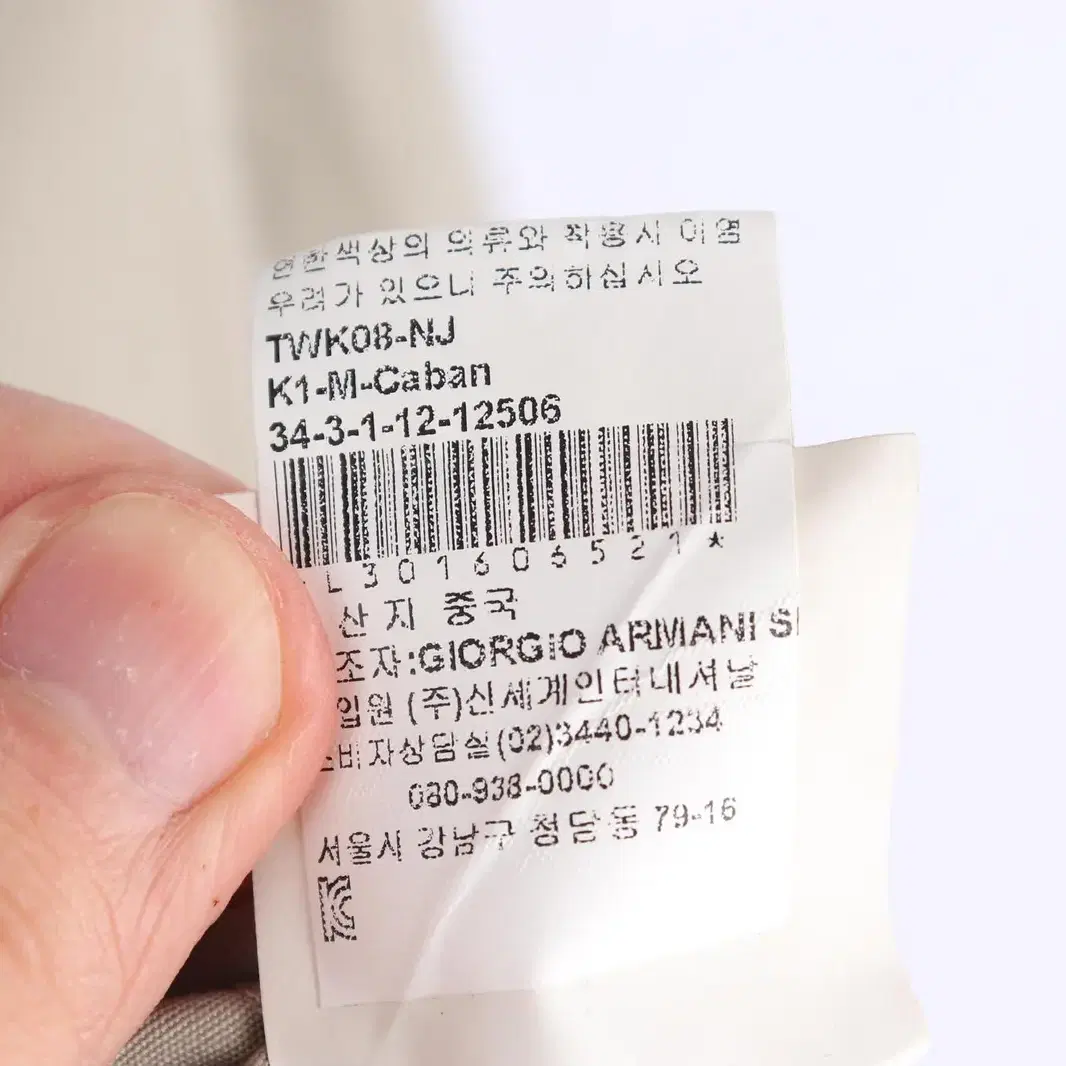 연한색상의 의류와 착용시 이염
우려가 있으니 주의하십시오
TWK08-NJ
K1-M-Caban
34-3-1-12-12506
L301606521*
산지 중국
조자:GIORGIO ARMANI S
입원 (주)신세계인터내셔날
비자상담실(02)3440-1234
080-938-0000
서울시 강남구 청담동 79-16